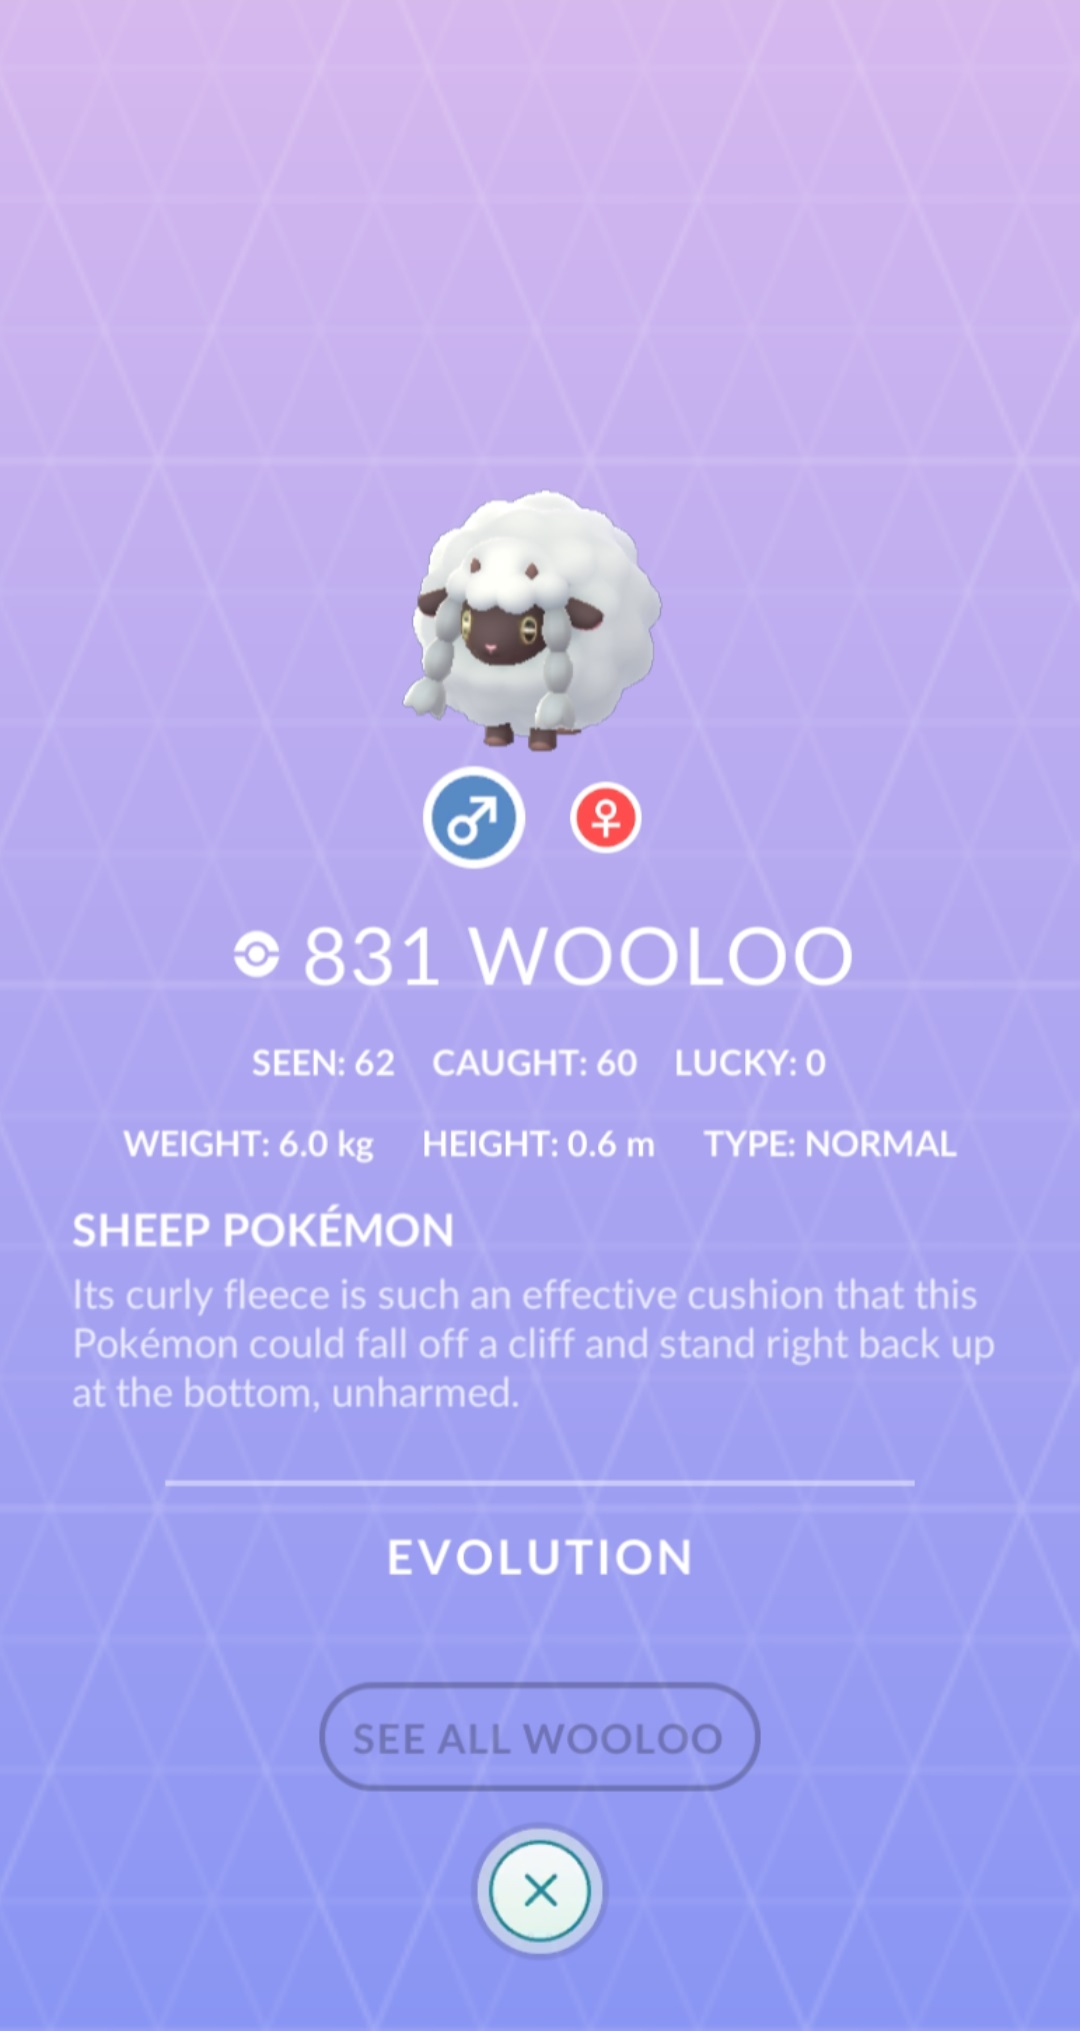 831 WOOLOO
SEEN: 62 CAUGHT: 60 LUCKY: 0
WEIGHT: 6.0 kg HEIGHT: 0.6 m TYPE: NORMAL
SHEEP POKÉMON
Its curly fleece is such an effective cushion that this
Pokémon could fall off a cliff and stand right back up
at the bottom, unharmed.
EVOLUTION
SEE ALL WOOLOO